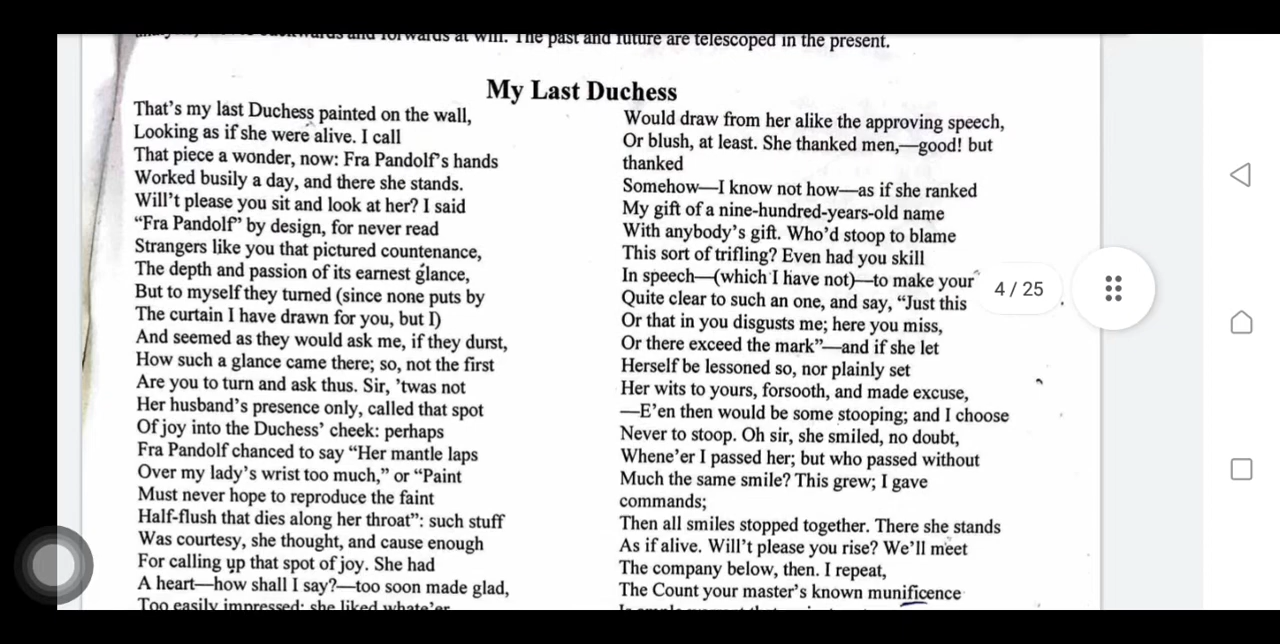 backwards and forwards at will. The past and future are telescoped in the present.
My Last Duchess
That's my last Duchess painted on the wall,
Looking as if she were alive. I call
That piece a wonder, now: Fra Pandolf's hands
Worked busily a day, and there she stands.
Will't please you sit and look at her? I said
“Fra Pandolf” by design, for never read
Strangers like you that pictured countenance,
The depth and passion of its earnest glance,
But to myself they turned (since none puts by
The curtain I have drawn for you, but I)
And seemed as they would ask me, if they durst,
How such a glance came there; so, not the first
Are you to turn and ask thus. Sir, 'twas not
Her husband's presence only, called that spot
Of joy into the Duchess' cheek: perhaps
Fra Pandolf chanced to say “Her mantle laps
Over my lady's wrist too much,” or “Paint
Must never hope to reproduce the faint
Half-flush that dies along her throat”: such stuff
Was courtesy, she thought, and cause enough
For calling up that spot of joy. She had
A heart—how shall I say?—too soon made glad,
Too easily impressed: she liked whate'er
Would draw from her alike the approving speech,
Or blush, at least. She thanked men,—good! but
thanked
Somehow—I know not how—as if she ranked
My gift of a nine-hundred-years-old name
With anybody's gift. Who'd stoop to blame
This sort of trifling? Even had you skill
In speech—(which I have not)—to make your
Quite clear to such an one, and say, “Just this
Or that in you disgusts me; here you miss,
Or there exceed the mark”—and if she let
Herself be lessoned so, nor plainly set
Her wits to yours, forsooth, and made excuse,
—E'en then would be some stooping; and I choose
Never to stoop. Oh sir, she smiled, no doubt,
Whene'er I passed her; but who passed without
Much the same smile? This grew; I gave
commands;
Then all smiles stopped together. There she stands
As if alive. Will't please you rise? We'll meet
The company below, then. I repeat,
The Count your master's known munificence
4 / 25